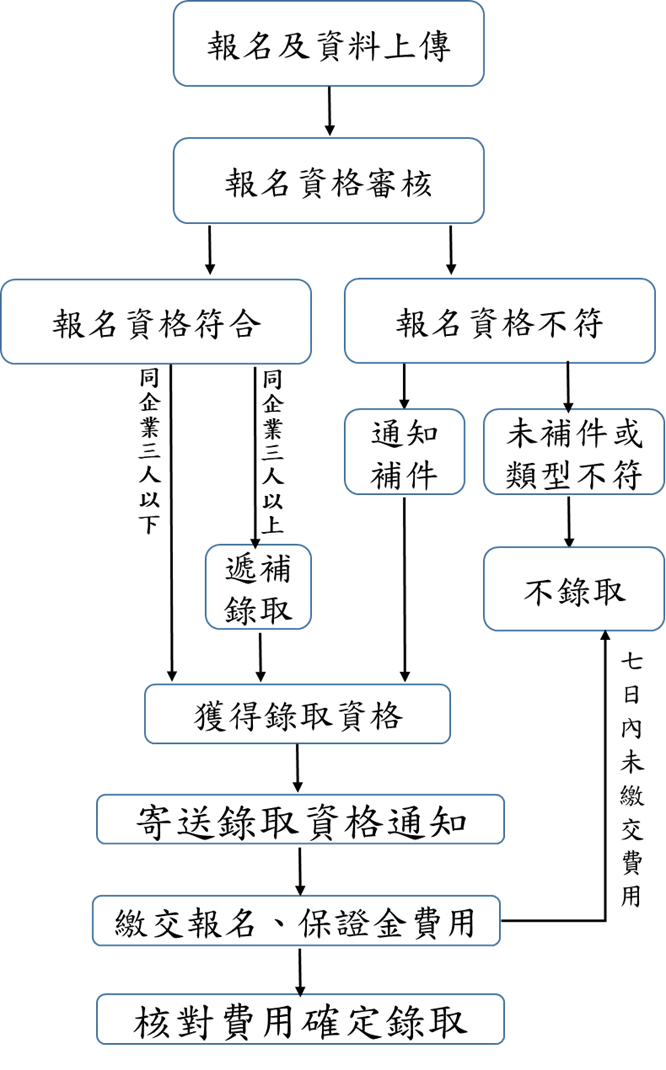 報名及資料上傳
報名資格審核
報名資格符合
報名資格不符
同企業三人以下
同企業三人以上
通知
補件
未補件或
類型不符
遞補
錄取
不錄取
七日內未繳交費用
獲得錄取資格
寄送錄取資格通知
繳交報名、保證金費用
核對費用確定錄取